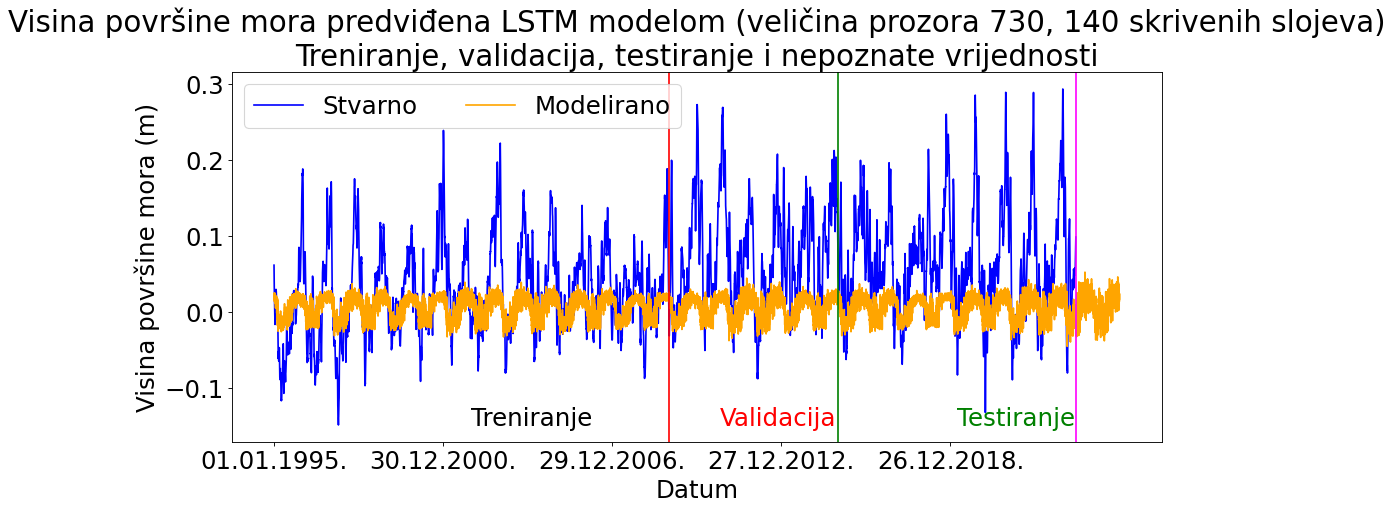 Visina površine mora predviđena LSTM modelom (veličina prozora 730, 140 skrivenih slojeva)
Treniranje, validacija, testiranje i nepoznate vrijednosti
Stvarno
Modelirano
Visina površine mora (m)
0.3
0.2
0.1
0.0
−0.1
Treniranje
Validacija
Testiranje
01.01.1995.
30.12.2000.
29.12.2006.
27.12.2012.
26.12.2018.
Datum